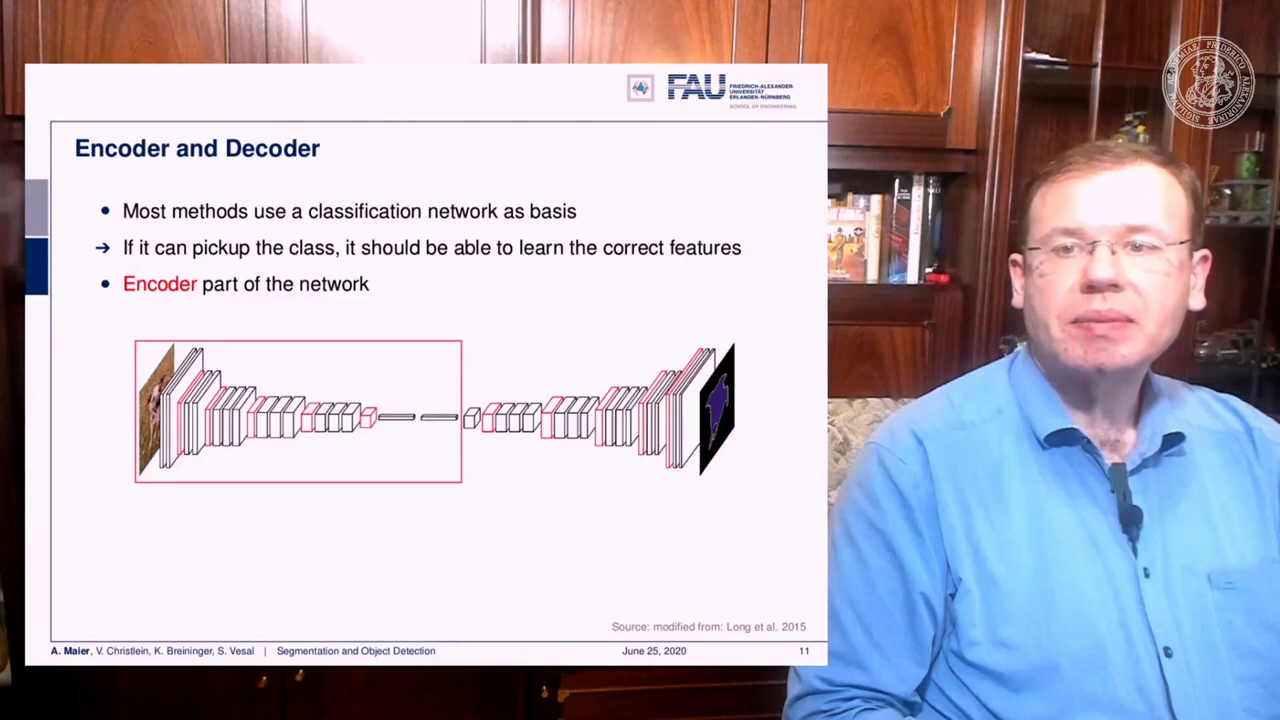 FAU
FRIEDRICH-ALEXANDER-
UNIVERSITÄT
ERLANGEN-NÜRNBERG
SCHOOL OF ENGINEERING
Encoder and Decoder
• Most methods use a classification network as basis
➔ If it can pickup the class, it should be able to learn the correct features
• Encoder part of the network
Source: modified from: Long et al. 2015
A. Maier, V. Christlein, K. Breininger, S. Vesal | Segmentation and Object Detection June 25, 2020 11